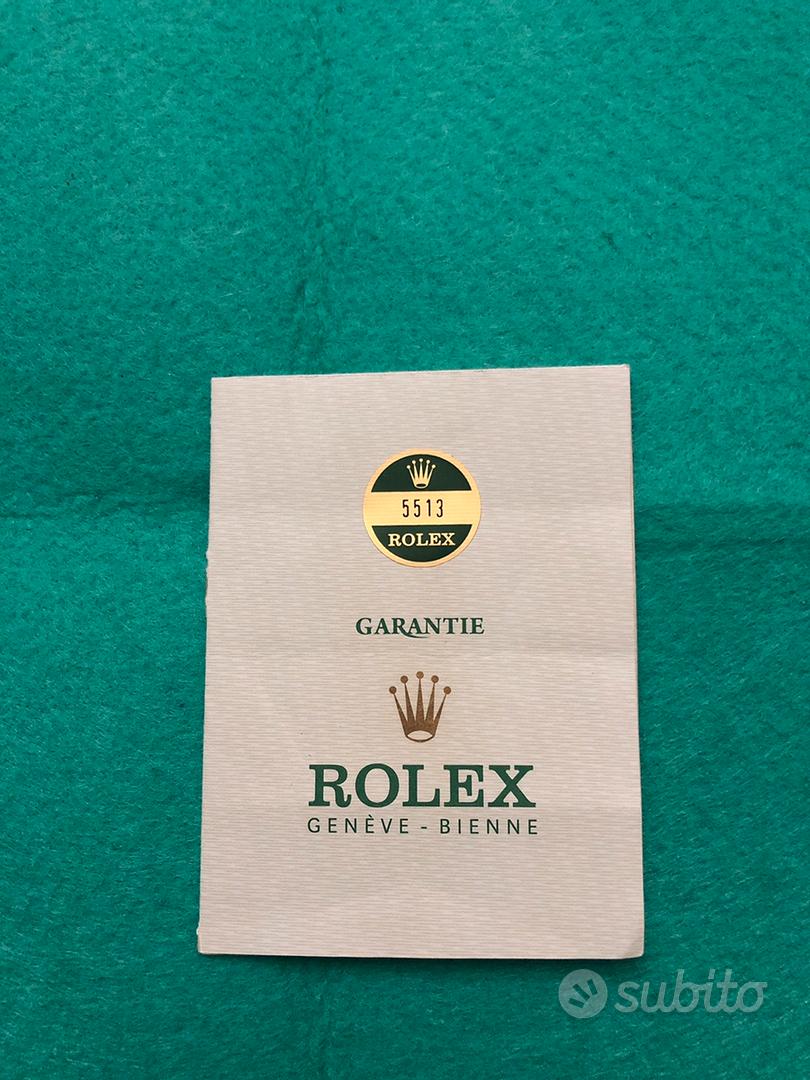 5513
ROLEX
GARANTIE
ROLEX
GENÈVE - BIENNE
subito